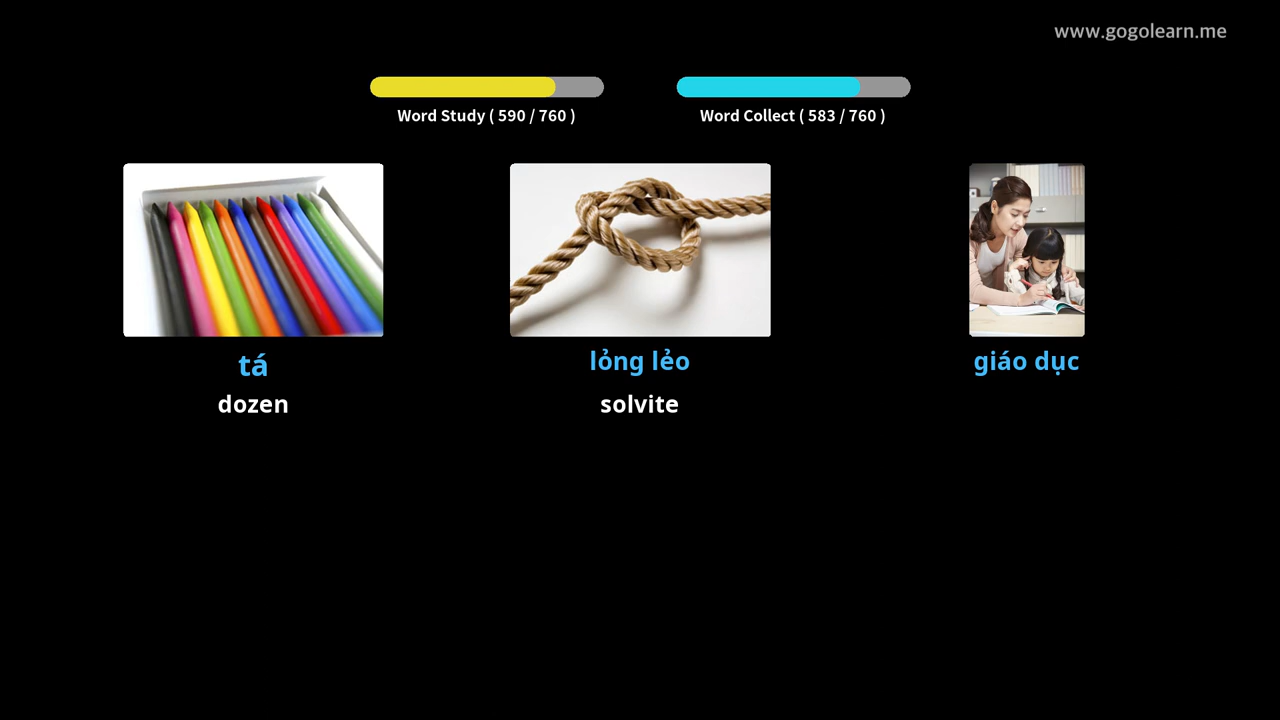 www.gogolearn.me
Word Study ( 590 / 760 )
Word Collect ( 583 / 760 )
tá
lỏng lẻo
giáo dục
dozen
solvite